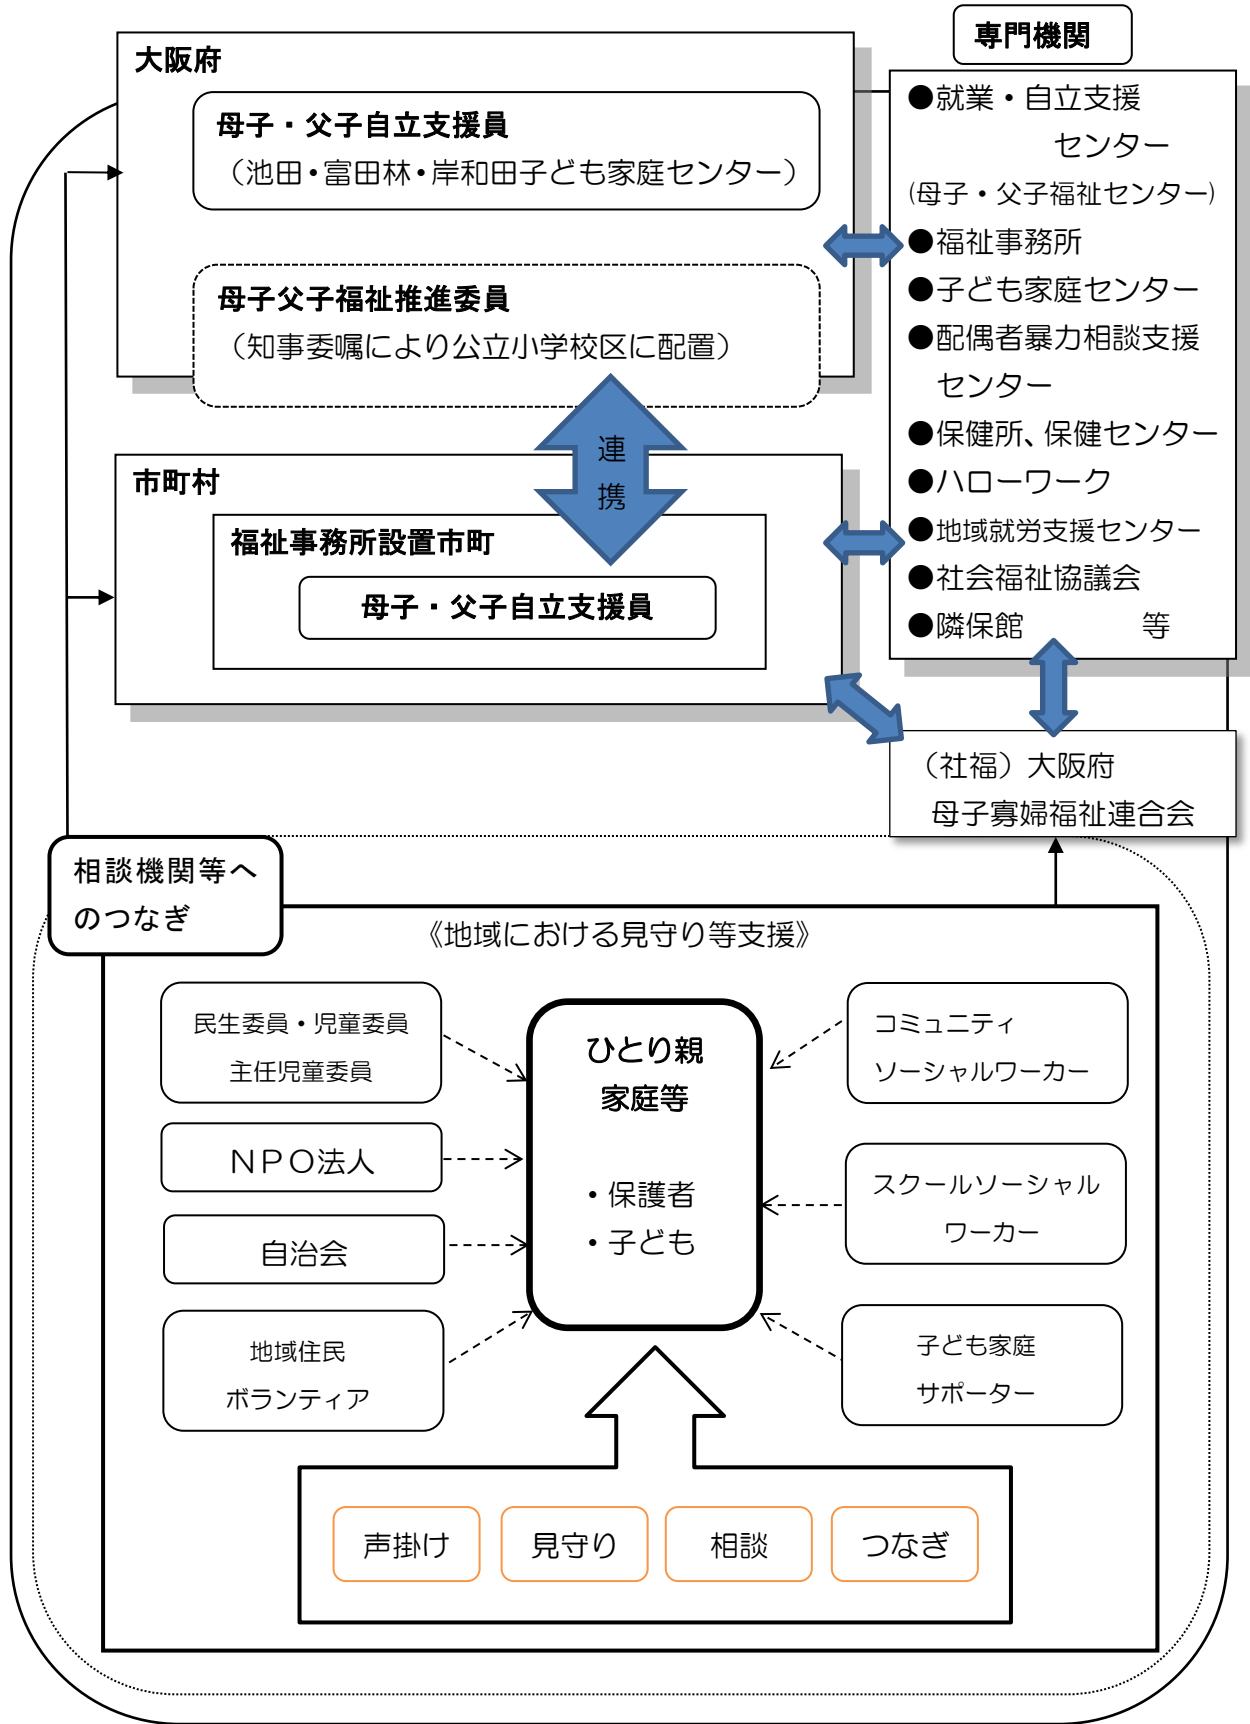 専門機関
大阪府
母子・父子自立支援員
（池田・富田林・岸和田子ども家庭センター）
母子父子福祉推進委員
（知事委嘱により公立小学校区に配置）
連
携
市町村
福祉事務所設置市町
母子・父子自立支援員
●就業・自立支援
センター
(母子・父子福祉センター)
●福祉事務所
●子ども家庭センター
●配偶者暴力相談支援
センター
●保健所、保健センター
●ハローワーク
●地域就労支援センター
●社会福祉協議会
●隣保館　　　　等
（社福）大阪府
母子寡婦福祉連合会
相談機関等へ
のつなぎ
《地域における見守り等支援》
民生委員・児童委員
主任児童委員
ＮＰＯ法人
自治会
地域住民
ボランティア
ひとり親
家庭等
・保護者
・子ども
コミュニティ
ソーシャルワーカー
スクールソーシャル
ワーカー
子ども家庭
サポーター
声掛け
見守り
相談
つなぎ